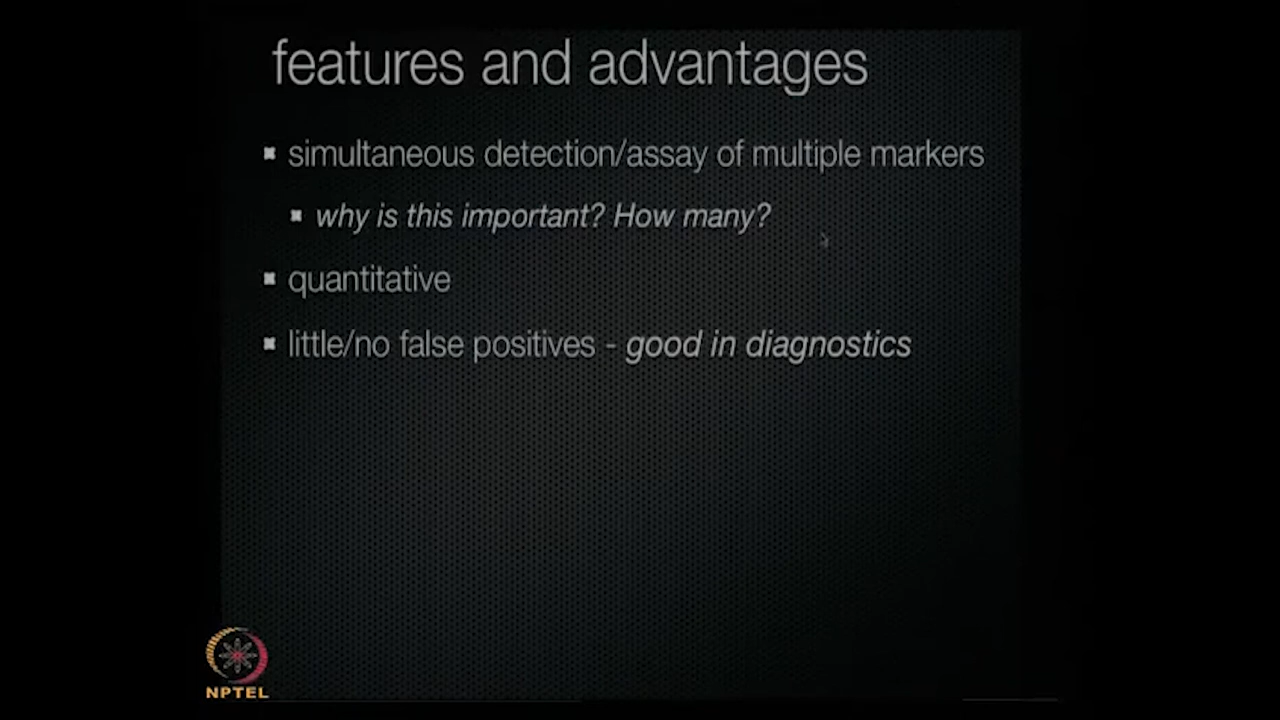 features and advantages
simultaneous detection/assay of multiple markers
why is this important? How many?
quantitative
little/no false positives - good in diagnostics
NPTEL